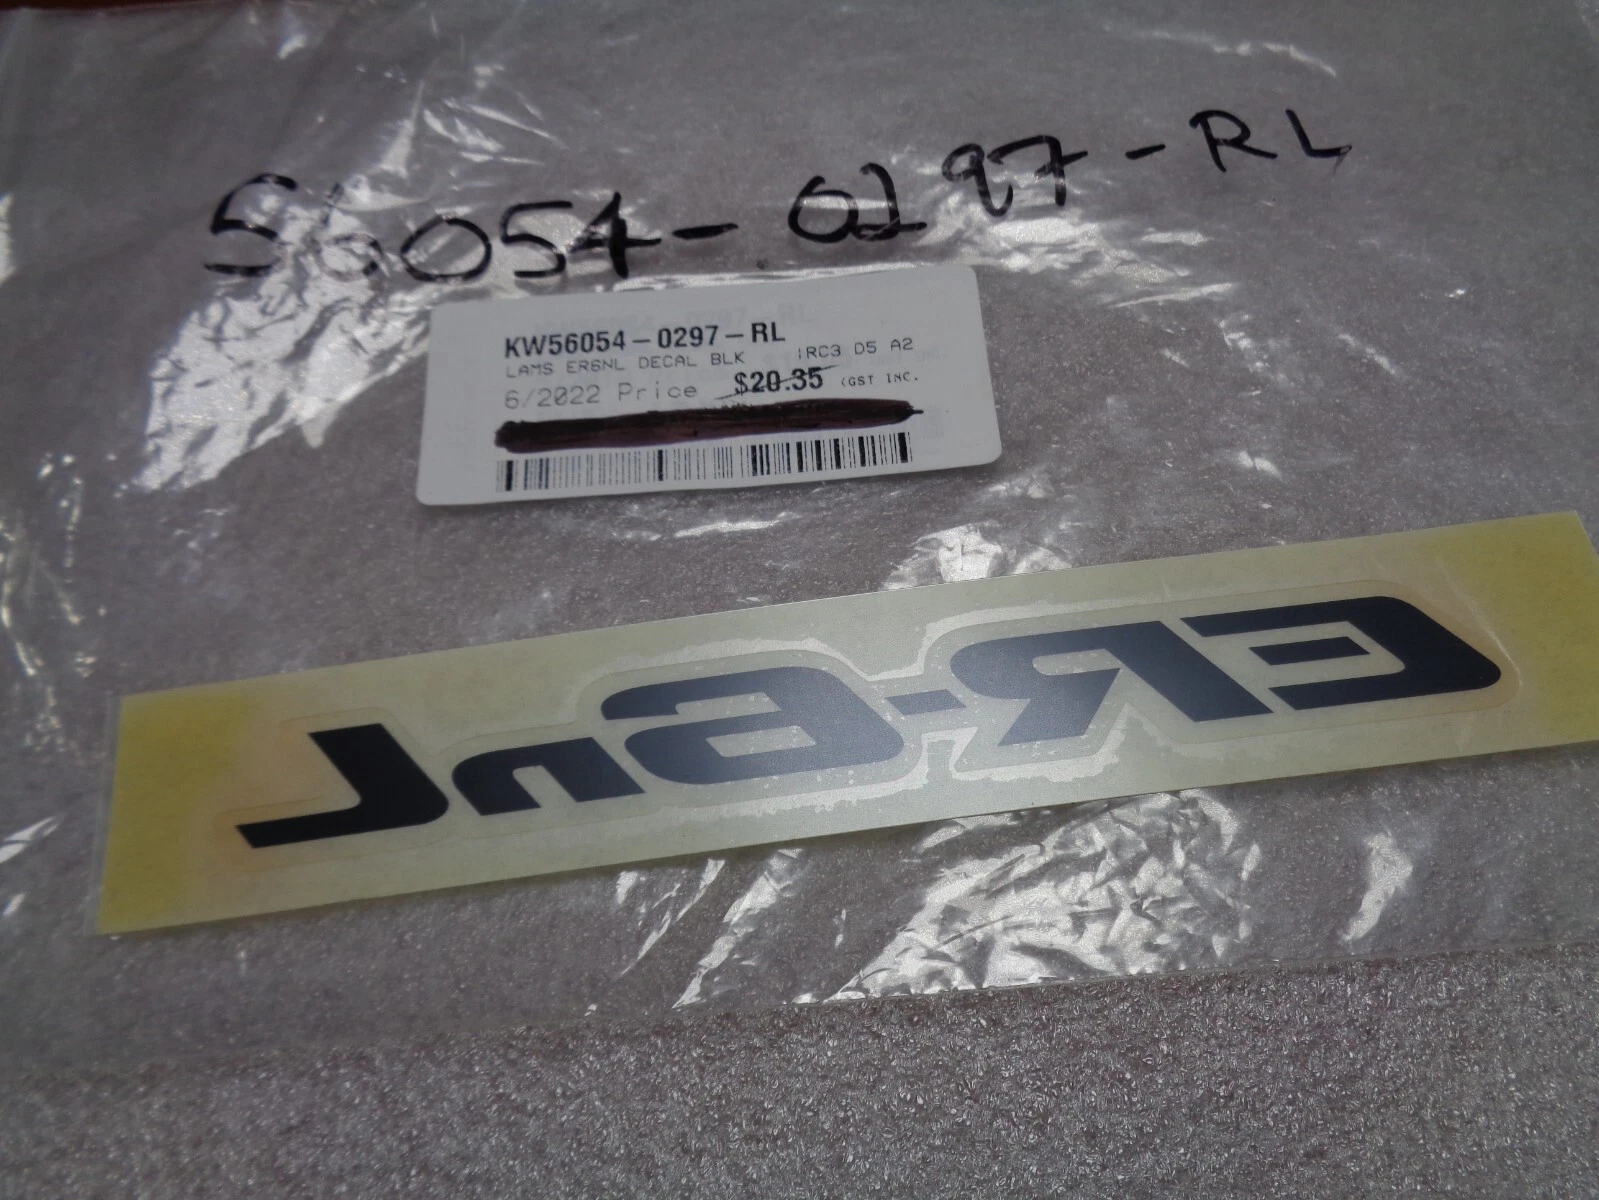 56054-0297-RL
KW56054-0297-RL
LAMS ER6NL DECAL BLK IRC3 D5 A2
6/2022 Price $20.35 (GST INC.
ER-6nL